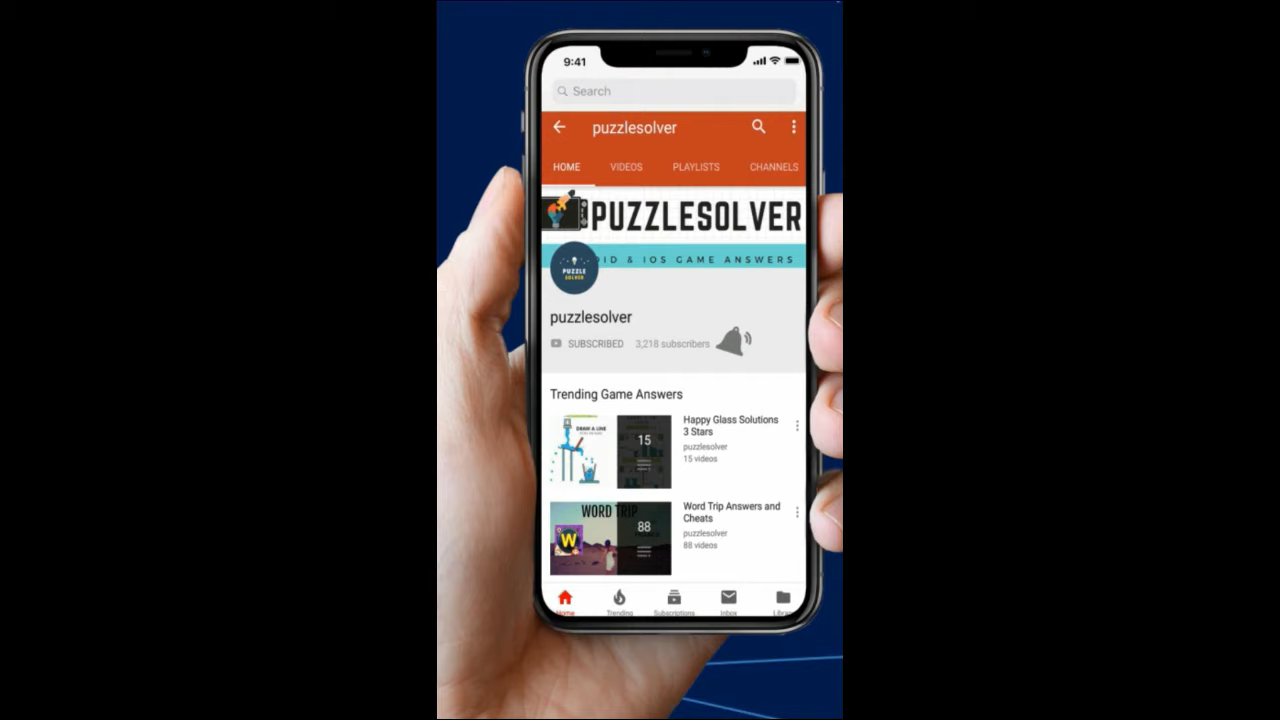 9:41
Search
puzzlesolver
HOME VIDEOS PLAYLISTS CHANNELS
PUZZLESOLVER
ID & IOS GAME ANSWERS
PUZZLE
SOLVER
puzzlesolver
SUBSCRIBED 3,218 subscribers
Trending Game Answers
DRAW A LINE
15
Happy Glass Solutions
3 Stars
puzzlesolver
15 videos
WORD TRIP
W
88
Word Trip Answers and
Cheats
puzzlesolver
88 videos
Home Trending Subscriptions Inbox